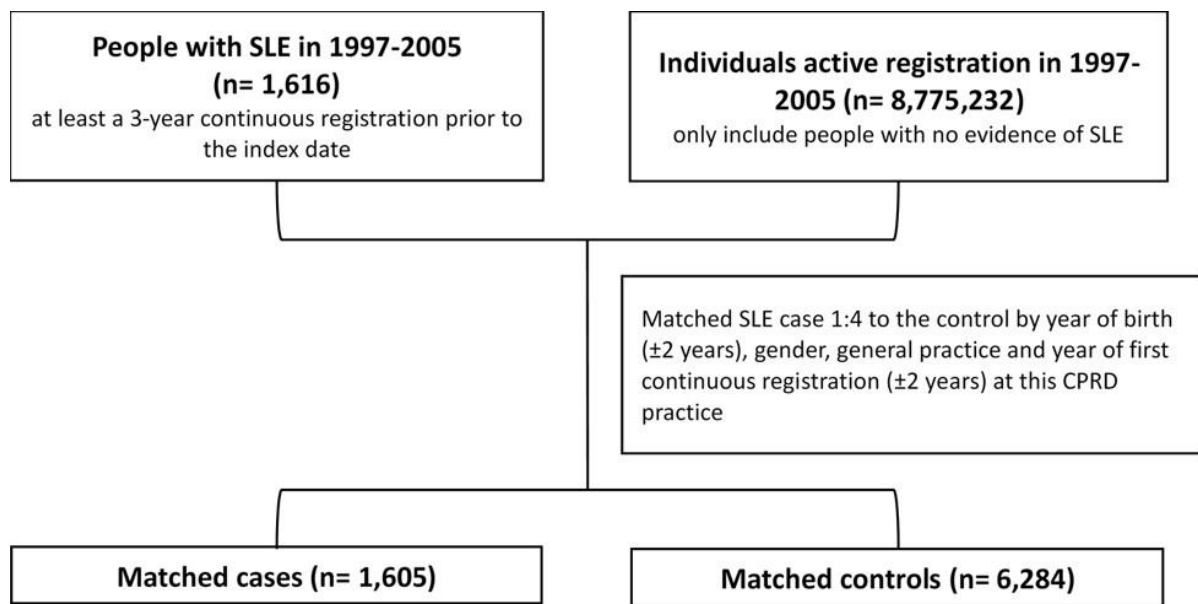 People with SLE in 1997-2005
(n= 1,616)
at least a 3-year continuous registration prior to
the index date
Individuals active registration in 1997-
2005 (n= 8,775,232)
only include people with no evidence of SLE
Matched SLE case 1:4 to the control by year of birth
(±2 years), gender, general practice and year of first
continuous registration (±2 years) at this CPRD
practice
Matched cases (n= 1,605)
Matched controls (n= 6,284)